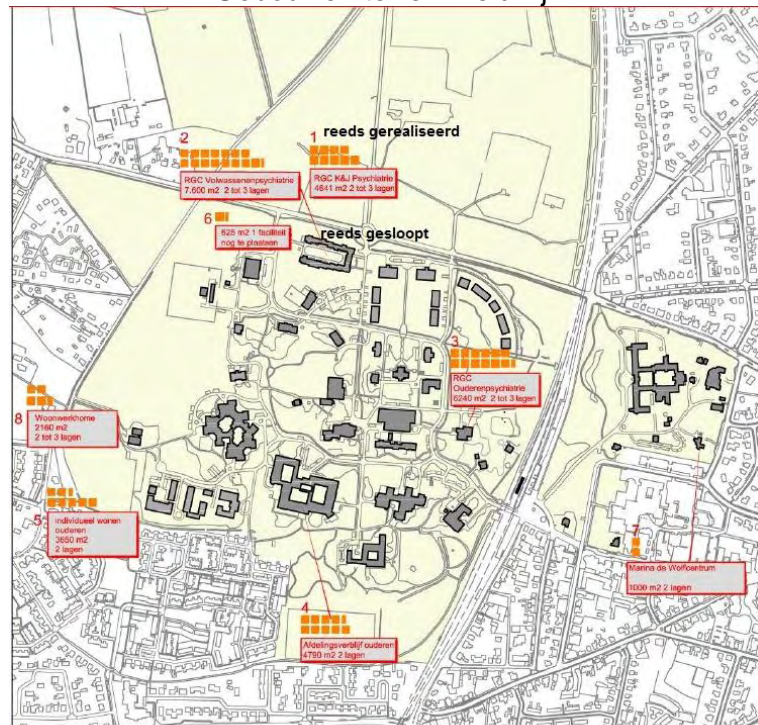 1
reeds gerealiseerd
2
RGC Volwassenenpsychiatrie
7.600 m2 2 tot 3 lagen
RGC K&J Psychiatrie
4641 m2 2 tot 3 lagen
6
625 m2 1 faciliteit
nog te plaatsen
reeds gesloopt
3
RGC
Ouderenpsychiatrie
6240 m2 2 tot 3 lagen
8
Woonwerkhome
2160 m2
2 tot 3 lagen
5
individueel wonen
ouderen
3650 m2
2 lagen
7
Marina de Wolfcentrum
1000 m2 2 lagen
4
Afdelingsverblijf ouderen
4790 m2 2 lagen